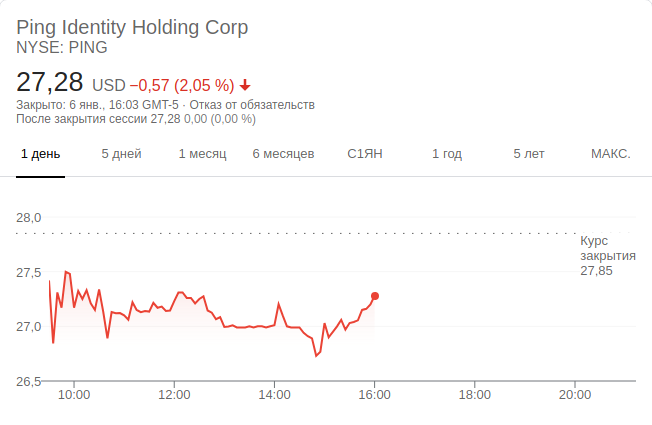 Ping Identity Holding Corp
NYSE: PING
27,28 USD −0,57 (2,05 %)
Закрыто: 6 янв., 16:03 GMT-5 · Отказ от обязательств
После закрытия сессии 27,28 0,00 (0,00 %)
1 день 5 дней 1 месяц 6 месяцев С1ЯН 1 год 5 лет МАКС.
28,0
Курс
закрытия
27,85
27,5
27,0
26,5
10:00 12:00 14:00 16:00 18:00 20:00